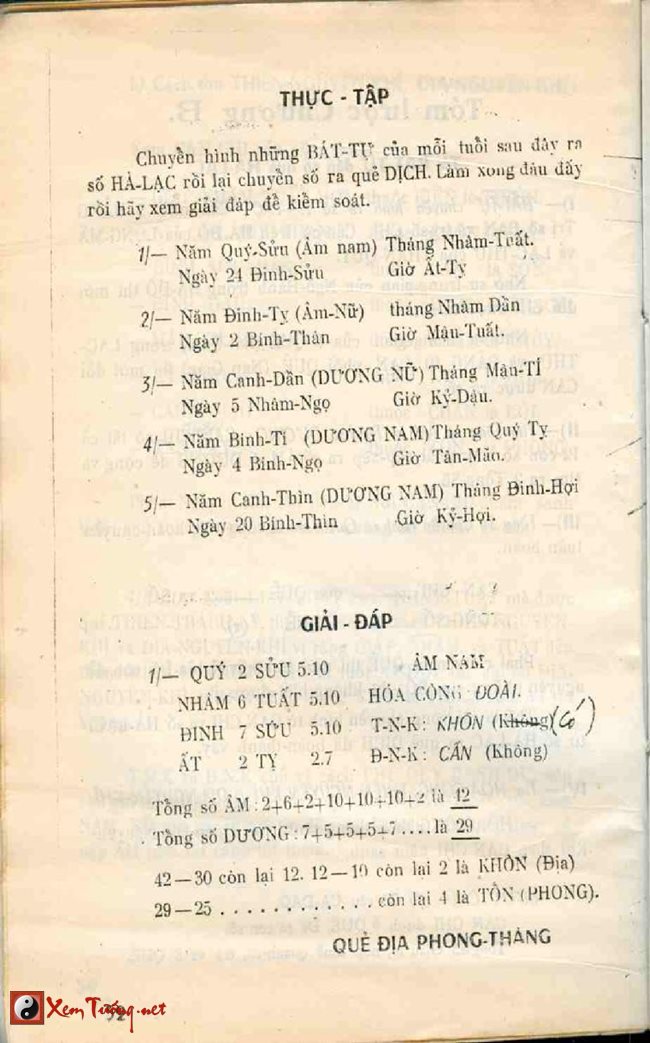 THỰC - TẬP
Chuyển hình những BÁT-TỰ của mỗi tuổi sau đây ra
số HÀ-LẠC rồi lại chuyển số ra quẻ DỊCH. Làm xong đâu đấy
rồi hãy xem giải đáp để kiểm soát.
1/— Năm Quý-Sửu (Âm nam) Tháng Nhâm-Tuất.
Ngày 24 Đinh-Sửu Giờ Ất-Tỵ
2/— Năm Đinh-Tỵ (Âm-Nữ) tháng Nhâm Dần
Ngày 2 Bính-Thân Giờ Mậu-Tuất.
3/— Năm Canh-Dần (DƯƠNG NỮ) Tháng Mậu-TÍ
Ngày 5 Nhâm-Ngọ Giờ Kỷ-Dậu.
4/— Năm Bính-Tí (DƯƠNG NAM) Tháng Quý Tỵ
Ngày 4 Bính-Ngọ Giờ Tân-Mão.
5/— Năm Canh-Thìn (DƯƠNG NAM) Tháng Đinh-Hợi
Ngày 20 Bính-Thìn Giờ Kỷ-Hợi.
GIẢI - ĐÁP
1/— QUÝ 2 SỬU 5.10 ÂM NAM
NHÂM 6 TUẤT 5.10 HÓA CÔNG ĐOÀI.
ĐINH 7 SỬU 5.10 T-N-K: KHÔN (Không) (Có)
ẤT 2 TỴ 2.7 Đ-N-K: CẤN (Không)
Tổng số ÂM: 2+6+2+10+10+10+2 là 42
Tổng số DƯƠNG: 7+5+5+5+7 .... là 29
42—30 còn lại 12. 12—10 còn lại 2 là KHÔN (Địa)
29—25 . . . . . . . . . . . . còn lại 4 là TỐN (PHONG).
QUẺ ĐỊA PHONG-THĂNG
XemTướng.net